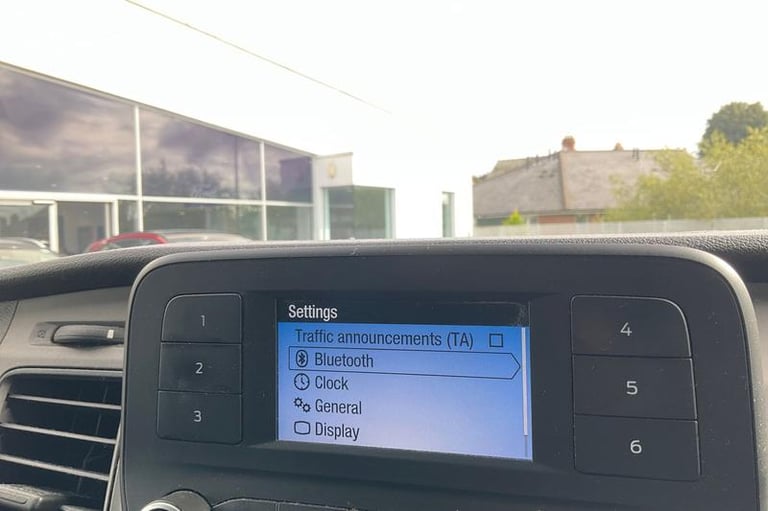 Settings
Traffic announcements (TA)
Bluetooth
Clock
General
Display
1
2
3
4
5
6